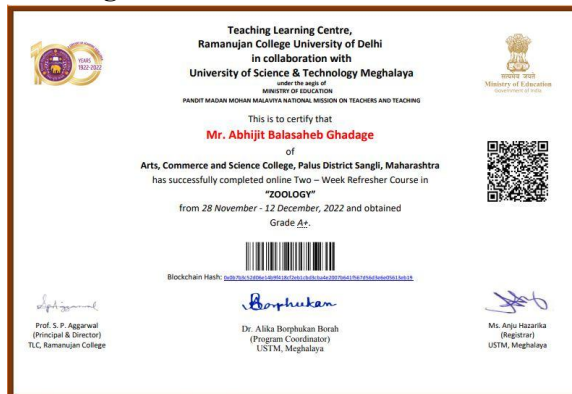 Teaching Learning Centre,
Ramanujan College University of Delhi
in collaboration with
University of Science & Technology Meghalaya
under the aegis of
MINISTRY OF EDUCATION
PANDIT MADAN MOHAN MALAVIYA NATIONAL MISSION ON TEACHERS AND TEACHING
YEARS
1922-2022
सत्यमेव जयते
Ministry of Education
Government of India
This is to certify that
Mr. Abhijit Balasaheb Ghadage
of
Arts, Commerce and Science College, Palus District Sangli, Maharashtra
has successfully completed online Two – Week Refresher Course in
“ZOOLOGY”
from 28 November - 12 December, 2022 and obtained
Grade A+.
Blockchain Hash:
Borphukan
Prof. S. P. Aggarwal
(Principal & Director)
TLC, Ramanujan College
Dr. Alika Borphukan Borah
(Program Coordinator)
USTM, Meghalaya
Ms. Anju Hazarika
(Registrar)
USTM, Meghalaya